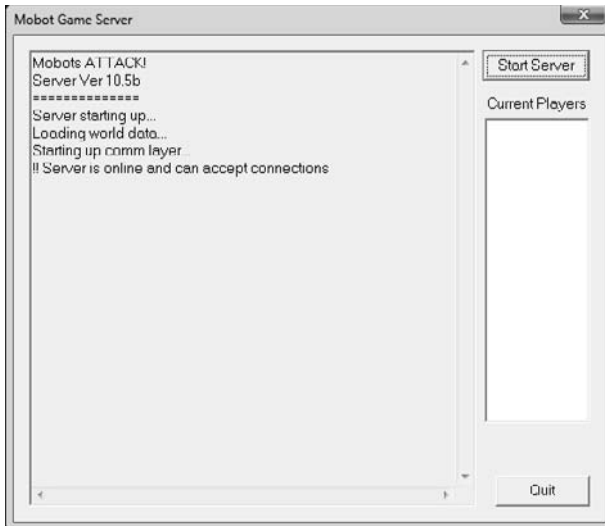 Mobot Game Server
Mobots ATTACK!
Server Ver 10.5b
==============
Server starting up...
Loading world data...
Starting up comm layer...
!! Server is online and can accept connections
Start Server
Current Players
Quit